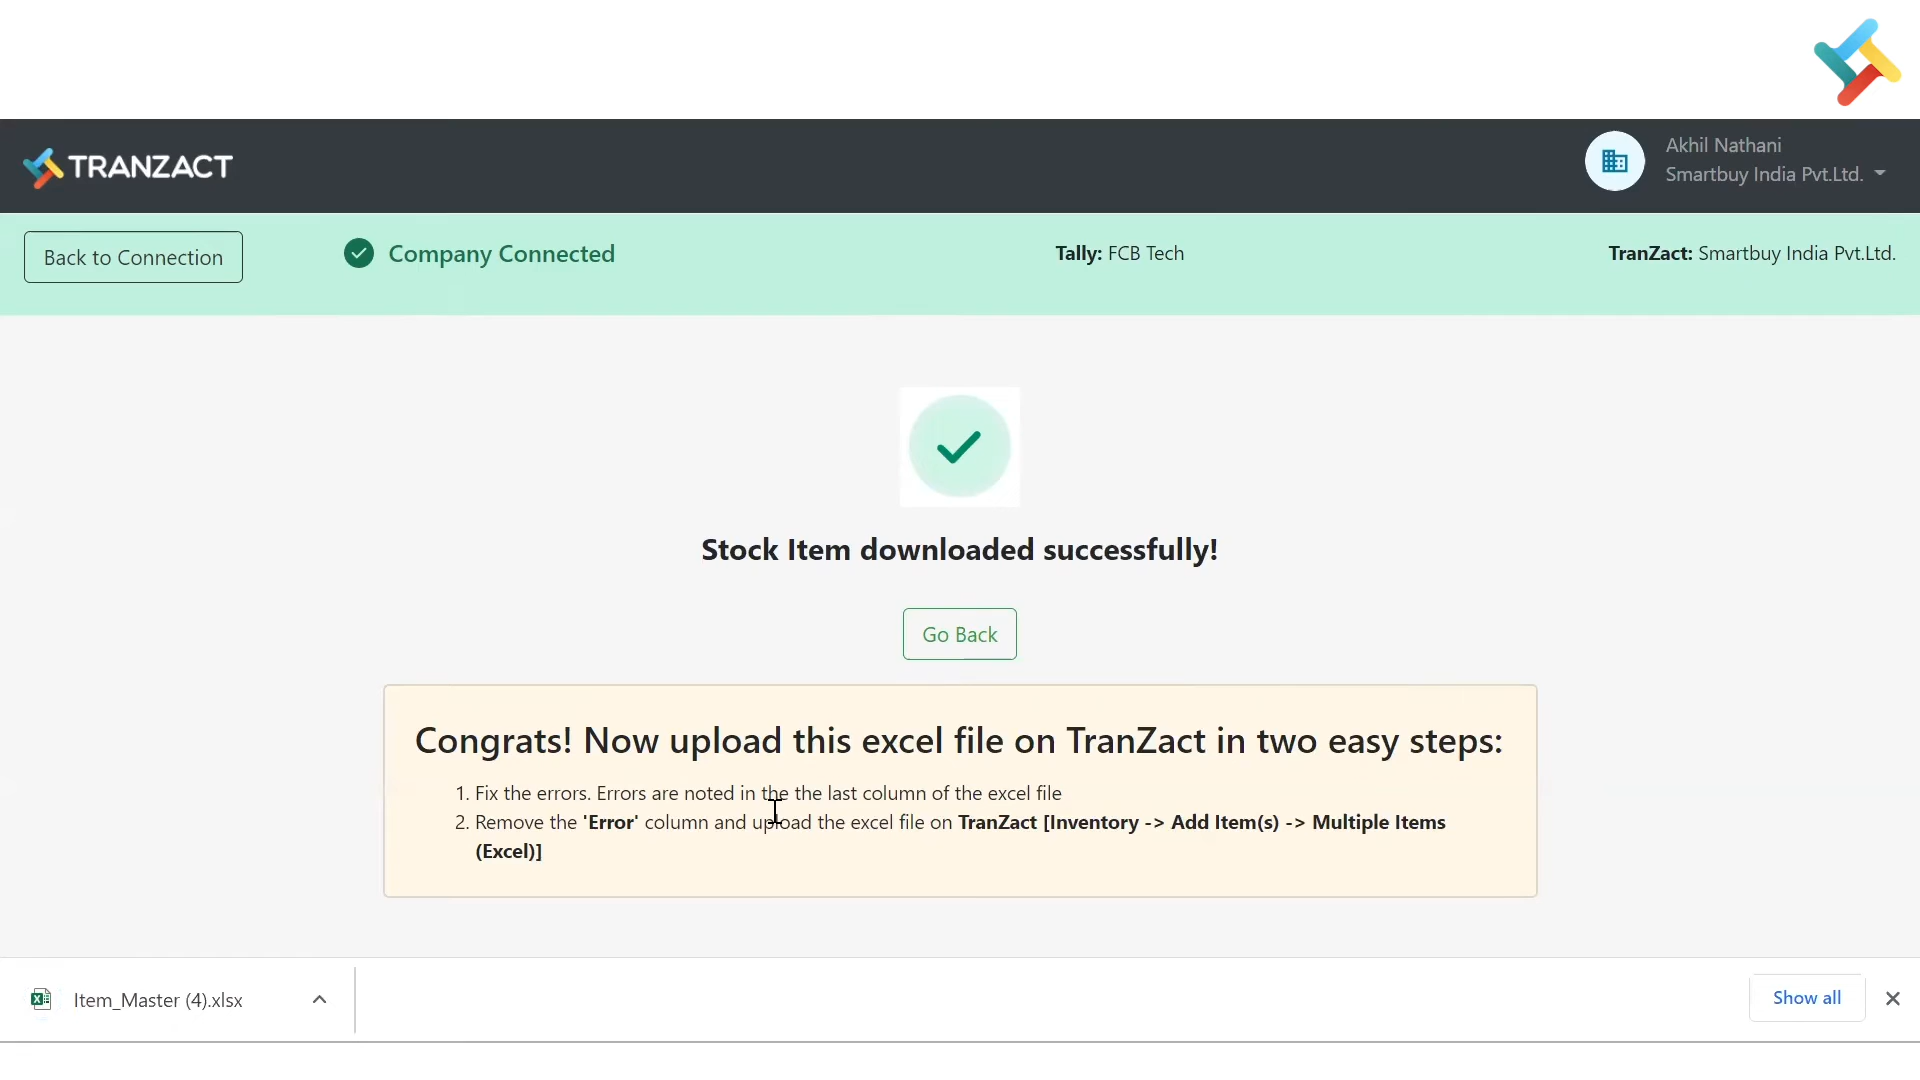 TRANZACT
Akhil Nathani
Smartbuy India Pvt.Ltd.
Back to Connection
Company Connected
Tally: FCB Tech
TranZact: Smartbuy India Pvt.Ltd.
Stock Item downloaded successfully!
Go Back
Congrats! Now upload this excel file on TranZact in two easy steps:
1. Fix the errors. Errors are noted in the the last column of the excel file
2. Remove the 'Error' column and upload the excel file on TranZact [Inventory -> Add Item(s) -> Multiple Items
(Excel)]
Item_Master (4).xlsx
Show all